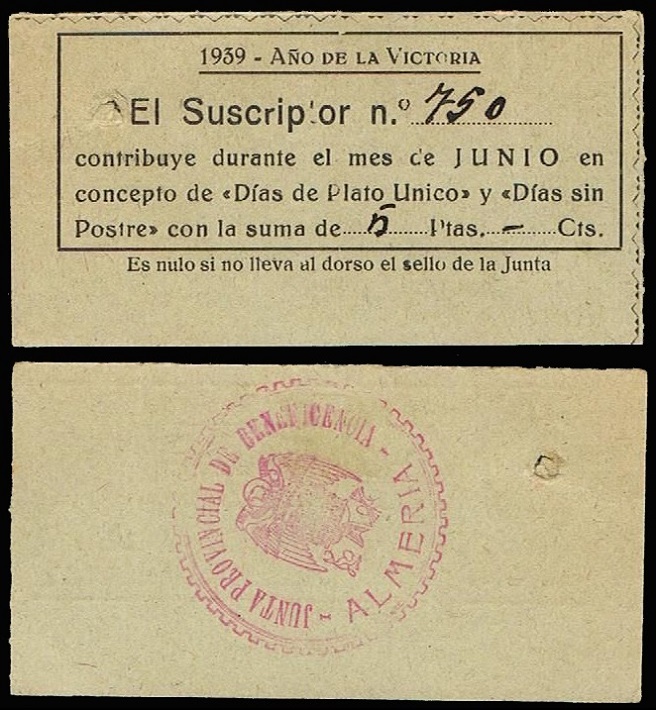 1939 - AÑO DE LA VICTORIA
El Suscriptor n.º 750
contribuye durante el mes de JUNIO en
concepto de «Días de Plato Unico» y «Días sin
Postre» con la suma de 5 Ptas. - Cts.
Es nulo si no lleva al dorso el sello de la Junta
JUNTA PROVINCIAL DE BENEFICENCIA -
- ALMERIA